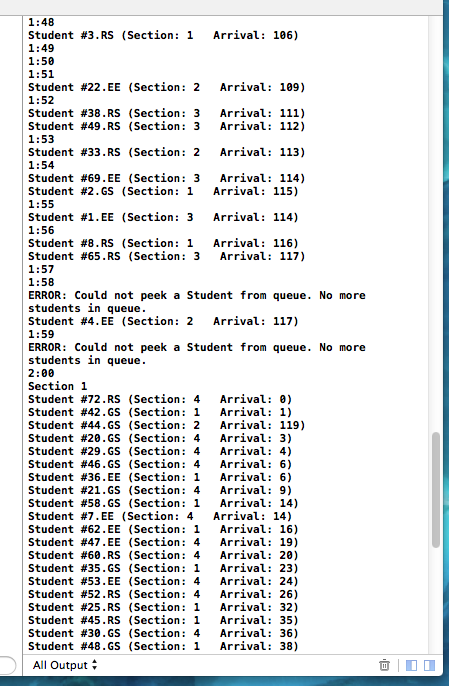 1:48
Student #3.RS (Section: 1   Arrival: 106)
1:49
1:50
1:51
Student #22.EE (Section: 2   Arrival: 109)
1:52
Student #38.RS (Section: 3   Arrival: 111)
Student #49.RS (Section: 3   Arrival: 112)
1:53
Student #33.RS (Section: 2   Arrival: 113)
1:54
Student #69.EE (Section: 3   Arrival: 114)
Student #2.GS (Section: 1   Arrival: 115)
1:55
Student #1.EE (Section: 3   Arrival: 114)
1:56
Student #8.RS (Section: 1   Arrival: 116)
Student #65.RS (Section: 3   Arrival: 117)
1:57
1:58
ERROR: Could not peek a Student from queue. No more
students in queue.
Student #4.EE (Section: 2   Arrival: 117)
1:59
ERROR: Could not peek a Student from queue. No more
students in queue.
2:00
Section 1
Student #72.RS (Section: 4   Arrival: 0)
Student #42.GS (Section: 1   Arrival: 1)
Student #44.GS (Section: 2   Arrival: 119)
Student #20.GS (Section: 4   Arrival: 3)
Student #29.GS (Section: 4   Arrival: 4)
Student #46.GS (Section: 4   Arrival: 6)
Student #36.EE (Section: 1   Arrival: 6)
Student #21.GS (Section: 4   Arrival: 9)
Student #58.GS (Section: 1   Arrival: 14)
Student #7.EE (Section: 4   Arrival: 14)
Student #62.EE (Section: 1   Arrival: 16)
Student #47.EE (Section: 4   Arrival: 19)
Student #60.RS (Section: 4   Arrival: 20)
Student #35.GS (Section: 1   Arrival: 23)
Student #53.EE (Section: 4   Arrival: 24)
Student #52.RS (Section: 4   Arrival: 26)
Student #25.RS (Section: 1   Arrival: 32)
Student #45.RS (Section: 1   Arrival: 35)
Student #30.GS (Section: 4   Arrival: 36)
Student #48.GS (Section: 1   Arrival: 38)
All Output